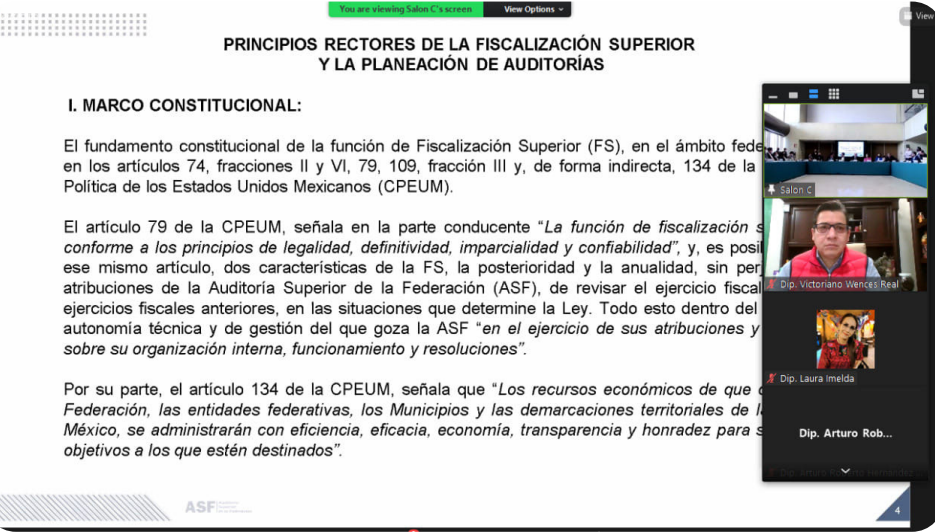 You are viewing Salon C's screen
View Options
View
PRINCIPIOS RECTORES DE LA FISCALIZACIÓN SUPERIOR
Y LA PLANEACIÓN DE AUDITORÍAS
I. MARCO CONSTITUCIONAL:
El fundamento constitucional de la función de Fiscalización Superior (FS), en el ámbito fede
en los artículos 74, fracciones II y VI, 79, 109, fracción III y, de forma indirecta, 134 de la
Política de los Estados Unidos Mexicanos (CPEUM).
El artículo 79 de la CPEUM, señala en la parte conducente “La función de fiscalización s
conforme a los principios de legalidad, definitividad, imparcialidad y confiabilidad”, y, es posil
ese mismo artículo, dos características de la FS, la posterioridad y la anualidad, sin per
atribuciones de la Auditoría Superior de la Federación (ASF), de revisar el ejercicio fiscal
ejercicios fiscales anteriores, en las situaciones que determine la Ley. Todo esto dentro del
autonomía técnica y de gestión del que goza la ASF “en el ejercicio de sus atribuciones y
sobre su organización interna, funcionamiento y resoluciones”.
Por su parte, el artículo 134 de la CPEUM, señala que “Los recursos económicos de que
Federación, las entidades federativas, los Municipios y las demarcaciones territoriales de
México, se administrarán con eficiencia, eficacia, economía, transparencia y honradez para
objetivos a los que estén destinados”.
Salon C
Dip. Victoriano Wences Real
Dip. Laura Imelda
Dip. Arturo Rob...
ASF
4